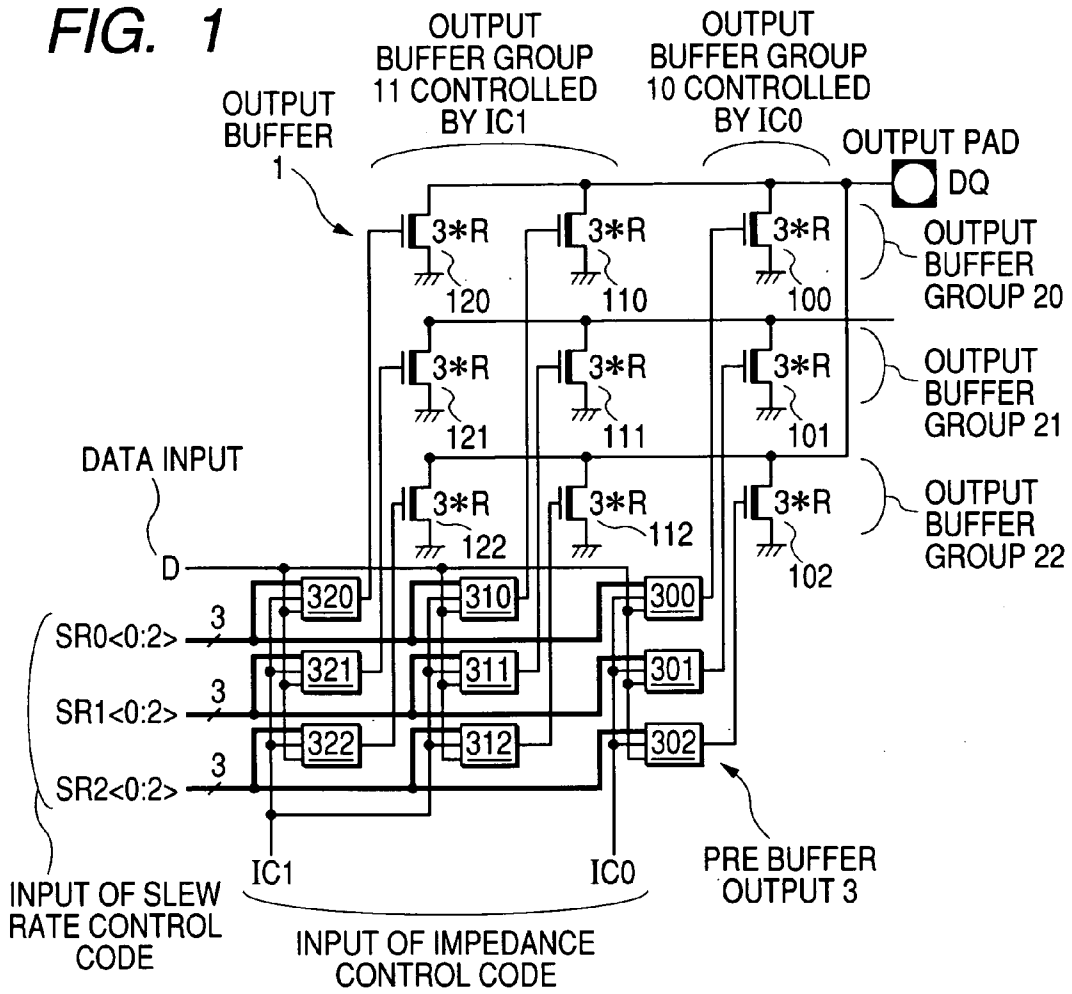 FIG. 1
OUTPUT
BUFFER GROUP
11 CONTROLLED
BY IC1
OUTPUT
BUFFER GROUP
10 CONTROLLED
BY IC0
OUTPUT
BUFFER
1
OUTPUT PAD
DQ
3*R
120
3*R
110
3*R
100
OUTPUT
BUFFER
GROUP 20
3*R
121
3*R
111
3*R
101
OUTPUT
BUFFER
GROUP 21
3*R
122
3*R
112
3*R
102
OUTPUT
BUFFER
GROUP 22
DATA INPUT
D
320
310
300
SR0<0:2>
3
321
311
301
SR1<0:2>
3
322
312
302
SR2<0:2>
3
IC1
IC0
PRE BUFFER
OUTPUT 3
INPUT OF SLEW
RATE CONTROL
CODE
INPUT OF IMPEDANCE
CONTROL CODE